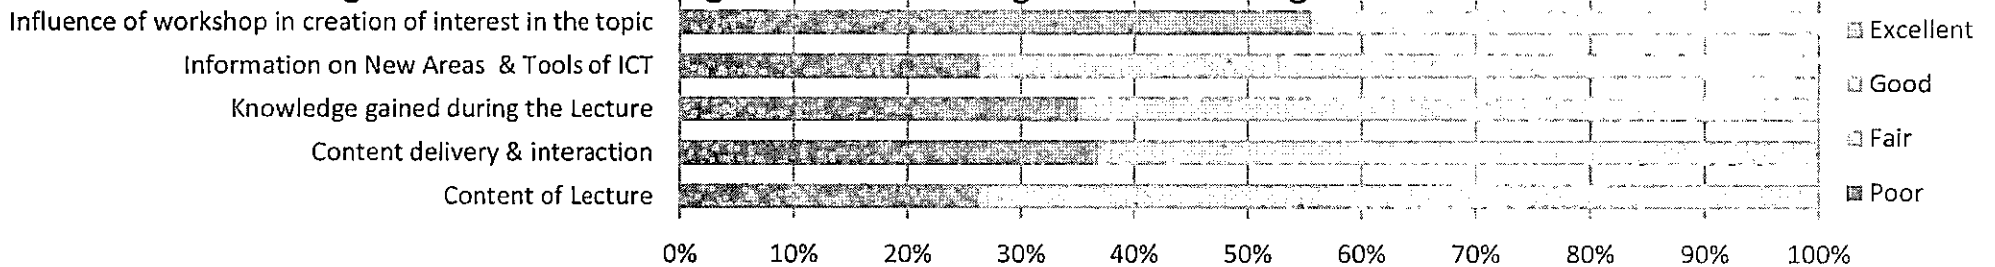 Influence of workshop in creation of interest in the topic
Information on New Areas & Tools of ICT
Knowledge gained during the Lecture
Content delivery & interaction
Content of Lecture
0% 10% 20% 30% 40% 50% 60% 70% 80% 90% 100%
Excellent
Good
Fair
Poor